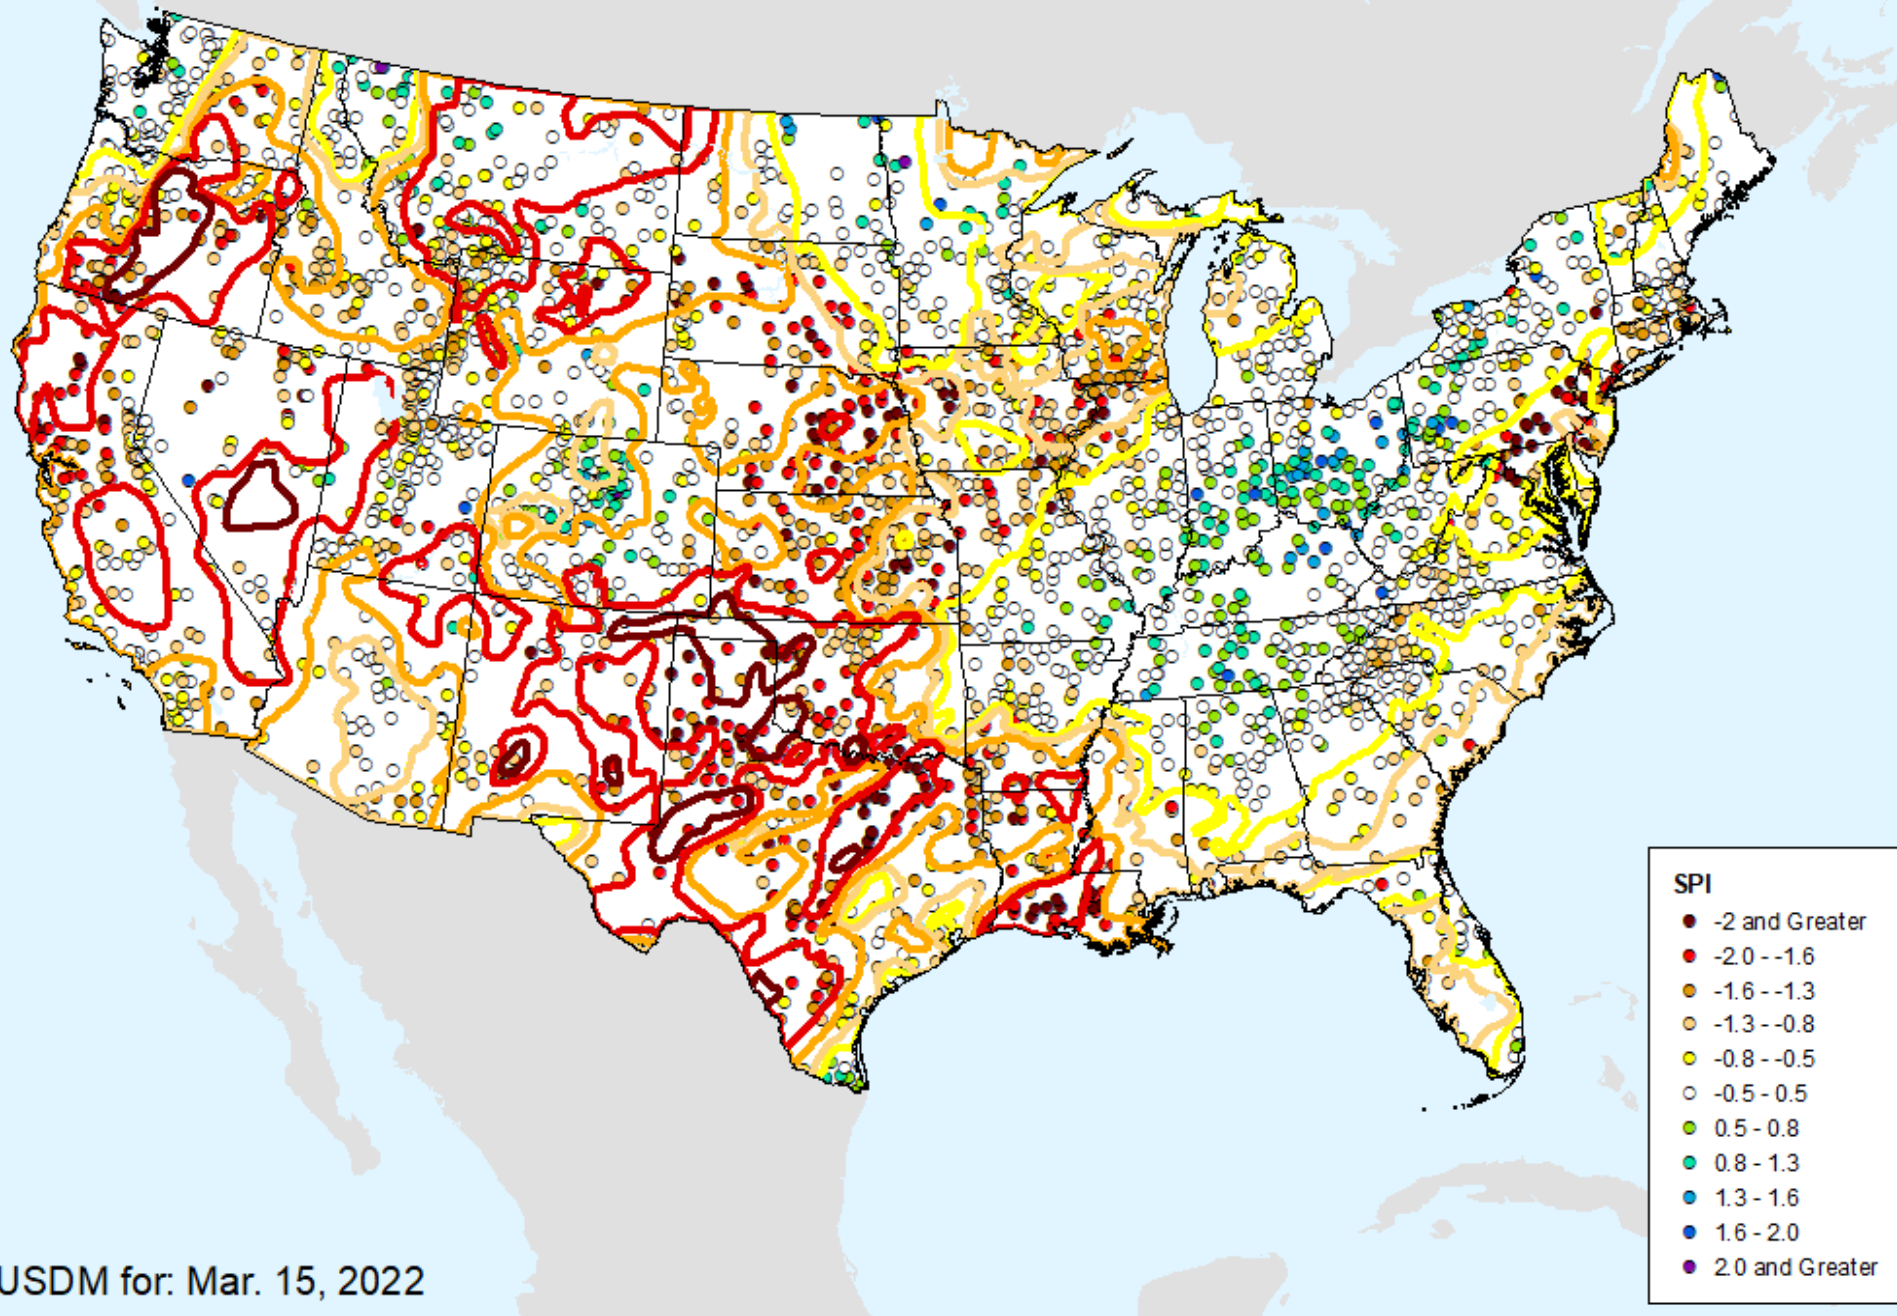 SPI
-2 and Greater
-2.0 - -1.6
-1.6 - -1.3
-1.3 - -0.8
-0.8 - -0.5
-0.5 - 0.5
0.5 - 0.8
0.8 - 1.3
1.3 - 1.6
1.6 - 2.0
2.0 and Greater
USDM for: Mar. 15, 2022